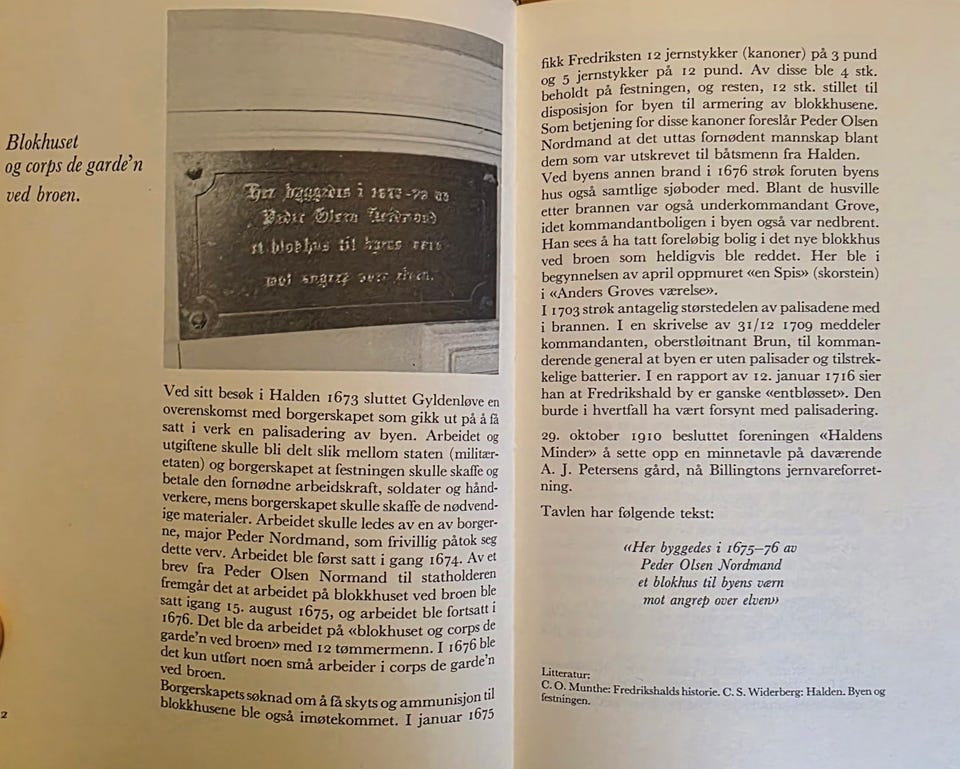 Blokhuset
og corps de garde'n
ved broen.
Her byggedes i 1675-76 av
Peder Olsen Nordmand
et blokhus til byens værn
mot angrep over elven.
Ved sitt besøk i Halden 1673 sluttet Gyldenløve en
overenskomst med borgerskapet som gikk ut på å få
satt i verk en palisadering av byen. Arbeidet og
utgiftene skulle bli delt slik mellom staten (militær-
etaten) og borgerskapet at festningen skulle skaffe og
betale den fornødne arbeidskraft, soldater og hånd-
verkere, mens borgerskapet skulle skaffe de nødvend-
ige materialer. Arbeidet skulle ledes av en av borger-
ne, major Peder Nordmand, som frivillig påtok seg
dette verv. Arbeidet ble først satt i gang 1674. Av et
brev fra Peder Olsen Normand til statholderen
fremgår det at arbeidet på blokkhuset ved broen ble
satt igang 15. august 1675, og arbeidet ble fortsatt i
1676. Det ble da arbeidet på «blokhuset og corps de
garde'n ved broen» med 12 tømmermenn. I 1676 ble
det kun utført noen små arbeider i corps de garde'n
ved broen.
Borgerskapets søknad om å få skyts og ammunisjon til
blokkhusene ble også imøtekommet. I januar 1675
2
fikk Fredriksten 12 jernstykker (kanoner) på 3 pund
og 5 jernstykker på 12 pund. Av disse ble 4 stk.
beholdt på festningen, og resten, 12 stk. stillet til
disposisjon for byen til armering av blokkhusene.
Som betjening for disse kanoner foreslår Peder Olsen
Nordmand at det uttas fornødent mannskap blant
dem som var utskrevet til båtsmenn fra Halden.
Ved byens annen brand i 1676 strøk foruten byens
hus også samtlige sjøboder med. Blant de husville
etter brannen var også underkommandant Grove,
idet kommandantboligen i byen også var nedbrent.
Han sees å ha tatt foreløbig bolig i det nye blokkhus
ved broen som heldigvis ble reddet. Her ble i
begynnelsen av april oppmuret «en Spis» (skorstein)
i «Anders Groves værelse».
I 1703 strøk antagelig størstedelen av palisadene med
i brannen. I en skrivelse av 31/12 1709 meddeler
kommandanten, oberstløitnant Brun, til komman-
derende general at byen er uten palisader og tilstrek-
kelige batterier. I en rapport av 12. januar 1716 sier
han at Fredrikshald by er ganske «entbløsset». Den
burde i hvertfall ha vært forsynt med palisadering.
29. oktober 1910 besluttet foreningen «Haldens
Minder» å sette opp en minnetavle på daværende
A. J. Petersens gård, nå Billingtons jernvareforret-
ning.
Tavlen har følgende tekst:
«Her byggedes i 1675–76 av
Peder Olsen Nordmand
et blokhus til byens værn
mot angrep over elven»
Litteratur:
C. O. Munthe: Fredrikshalds historie. C. S. Widerberg: Halden. Byen og
festningen.